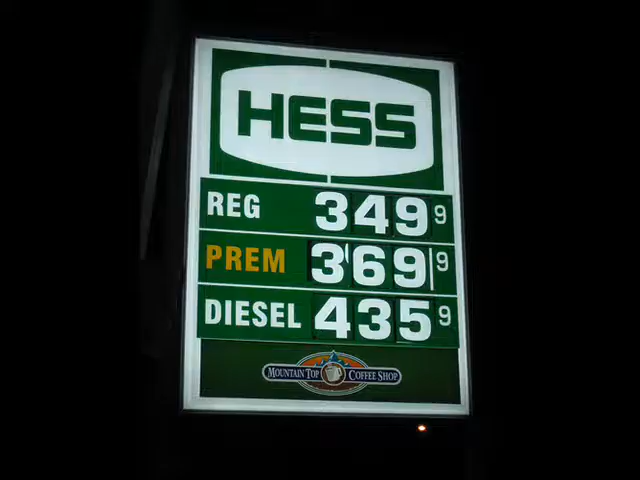 HESS
REG 349 9
PREM 369 9
DIESEL 435 9
MOUNTAIN TOP COFFEE SHOP